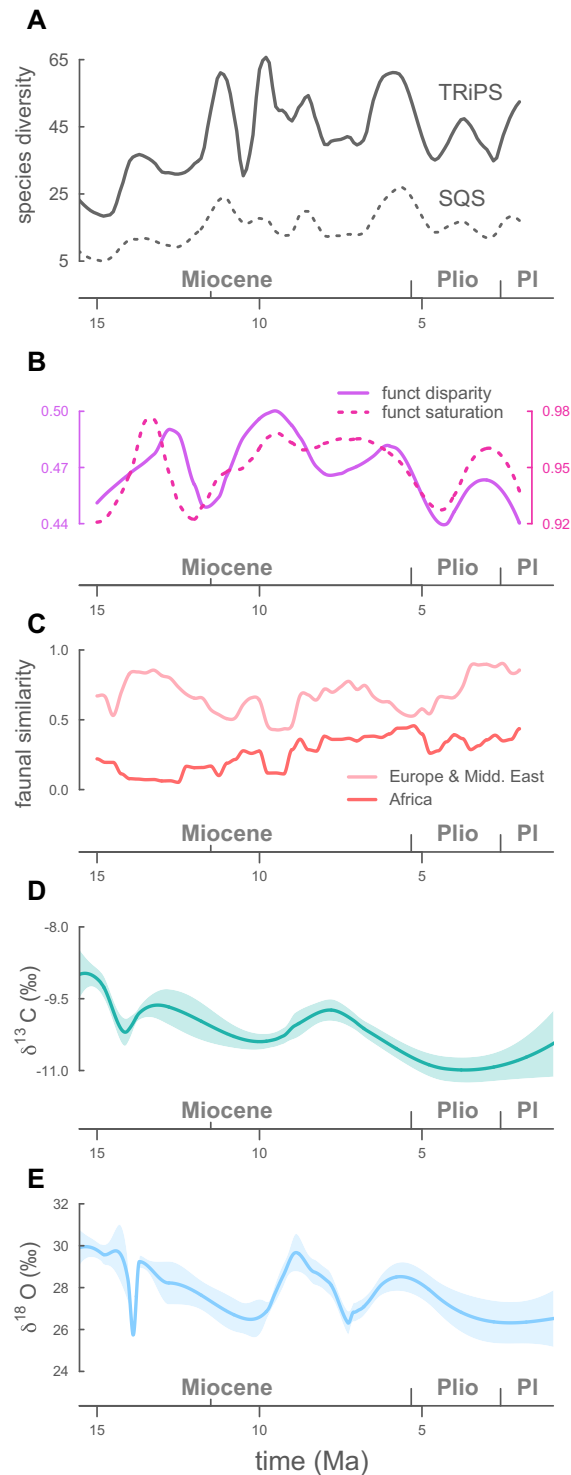 A
species diversity
65
45
25
5
TRiPS
SQS
Miocene
Plio
Pl
15
10
5
B
funct disparity
funct saturation
0.50
0.47
0.44
0.98
0.95
0.92
Miocene
Plio
Pl
15
10
5
C
faunal similarity
1.0
0.5
0.0
Europe & Midd. East
Africa
Miocene
Plio
Pl
15
10
5
D
δ13 C (‰)
-8.0
-9.5
-11.0
Miocene
Plio
Pl
15
10
5
E
δ18 O (‰)
32
30
28
26
24
Miocene
Plio
Pl
15
10
5
time (Ma)